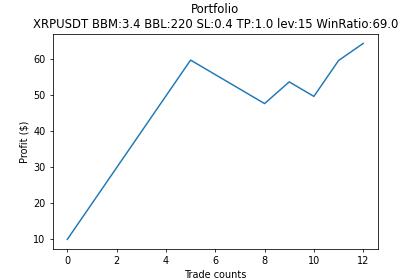 Portfolio
XRPUSDT BBM:3.4 BBL:220 SL:0.4 TP:1.0 lev:15 WinRatio:69.0
60
50
40
30
20
10
Profit ($)
0 2 4 6 8 10 12
Trade counts